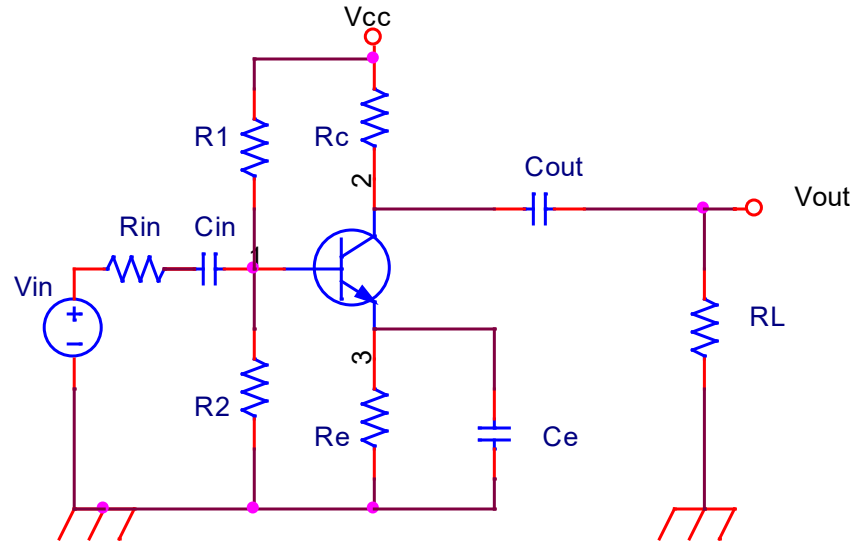 Vcc
R1
Rc
Cout
2
Vout
Rin
Cin
1
Vin
+
−
RL
3
R2
Re
Ce